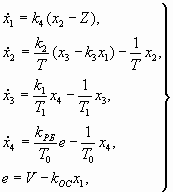 ẋ₁ = k₄(x₂ − Z),
ẋ₂ = k₂/T (x₃ − k₃x₁) − 1/T x₂,
ẋ₃ = k₁/T₁ x₄ − 1/T₁ x₃,
ẋ₄ = k_РЕ/T₀ e − 1/T₀ x₄,
e = V − k_OC x₁,